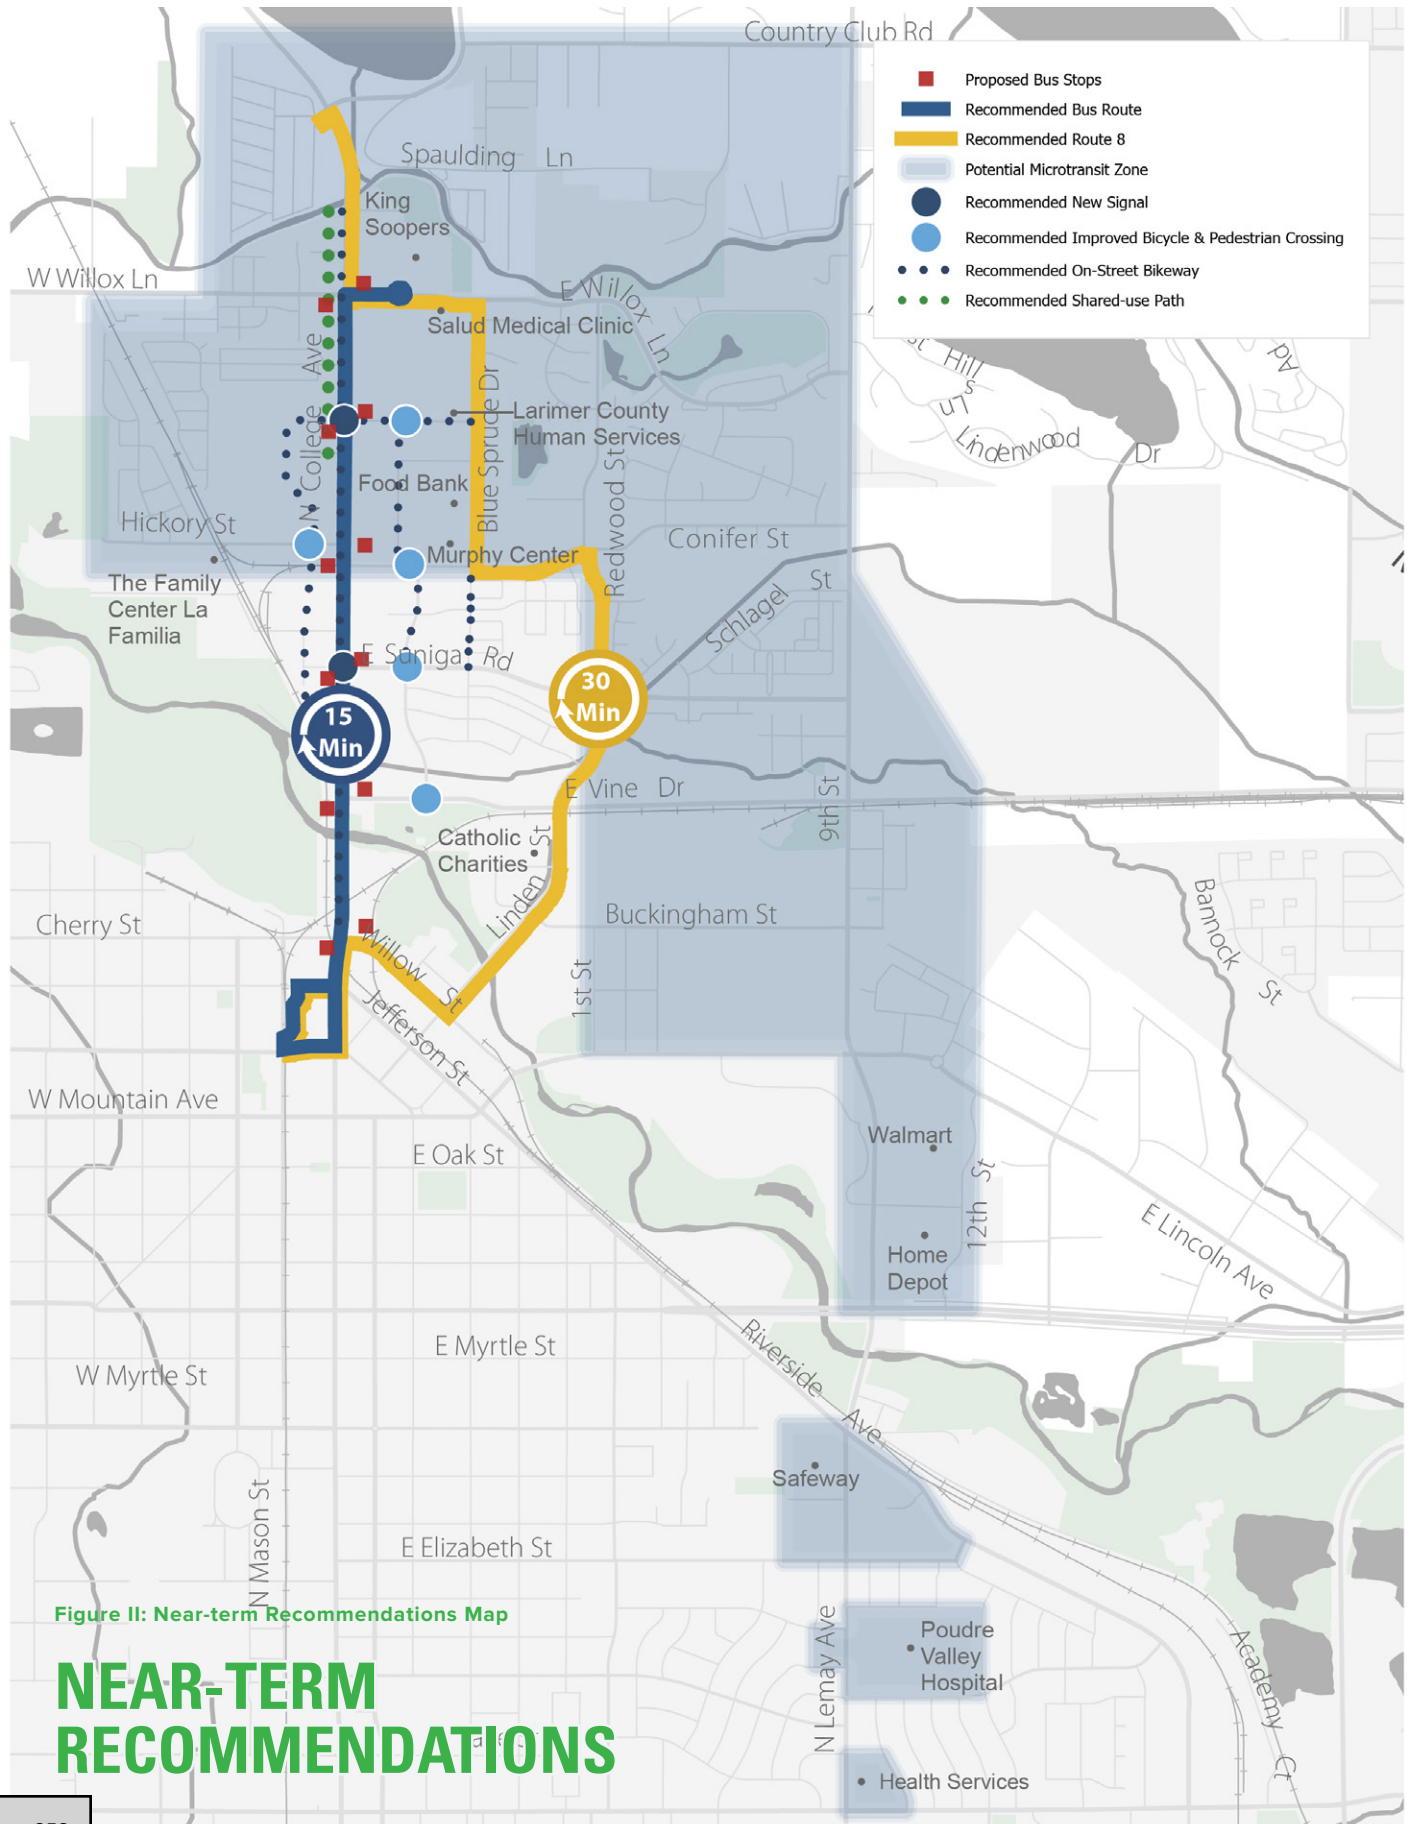 Country Club Rd
Proposed Bus Stops
Recommended Bus Route
Recommended Route 8
Potential Microtransit Zone
Recommended New Signal
Recommended Improved Bicycle & Pedestrian Crossing
Recommended On-Street Bikeway
Recommended Shared-use Path
Spaulding Ln
King
Soopers
W Willox Ln
E Willox Ln
Salud Medical Clinic
N College Ave
Blue Spruce Dr
Larimer County
Human Services
Hill
s
Ln
Lindenwood Dr
Food Bank
Redwood St
Hickory St
Conifer St
Murphy Center
The Family
Center La
Familia
Schlagel St
E Suniga Rd
30
Min
15
Min
E Vine Dr
9th St
Catholic
Charities
Linden St
Bannock St
Cherry St
Buckingham St
Willow St
1st St
Jefferson St
W Mountain Ave
E Oak St
Walmart
12th St
E Lincoln Ave
Home
Depot
E Myrtle St
Riverside Ave
W Myrtle St
Safeway
N Mason St
E Elizabeth St
Figure II: Near-term Recommendations Map
N Lemay Ave
Poudre
Valley
Hospital
Academy Ct
NEAR-TERM
RECOMMENDATIONS
Health Services